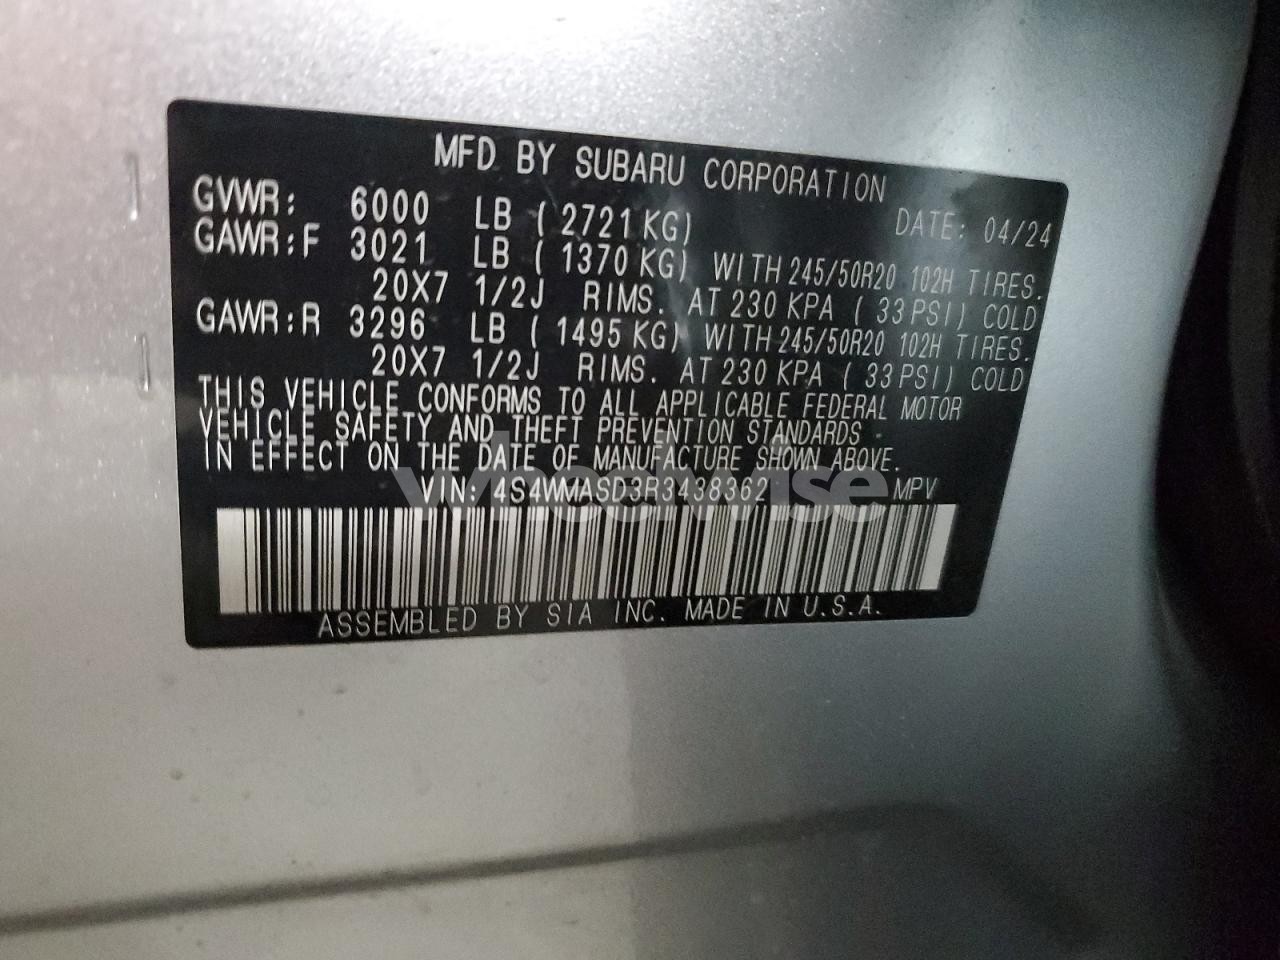 MFD BY SUBARU CORPORATION
GVWR: 6000 LB ( 2721 KG) DATE: 04/24
GAWR:F 3021 LB ( 1370 KG) WITH 245/50R20 102H TIRES.
20X7 1/2J RIMS. AT 230 KPA ( 33 PSI) COLD
GAWR:R 3296 LB ( 1495 KG) WITH 245/50R20 102H TIRES.
20X7 1/2J RIMS. AT 230 KPA ( 33 PSI) COLD
THIS VEHICLE CONFORMS TO ALL APPLICABLE FEDERAL MOTOR
VEHICLE SAFETY AND THEFT PREVENTION STANDARDS
IN EFFECT ON THE DATE OF MANUFACTURE SHOWN ABOVE.
VIN: 4S4WMASD3R3438362 MPV
wheelwise
ASSEMBLED BY SIA INC. MADE IN U.S.A.